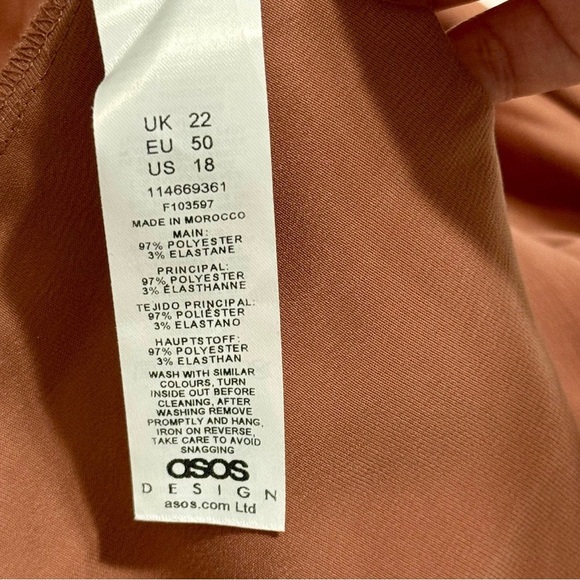 UK 22
EU 50
US 18
114669361
F103597
MADE IN MOROCCO
MAIN:
97% POLYESTER
3% ELASTANE
PRINCIPAL:
97% POLYESTER
3% ÉLASTHANNE
TEJIDO PRINCIPAL:
97% POLIÉSTER
3% ELASTANO
HAUPTSTOFF:
97% POLYESTER
3% ELASTHAN
WASH WITH SIMILAR
COLOURS, TURN
INSIDE OUT BEFORE
CLEANING, AFTER
WASHING REMOVE
PROMPTLY AND HANG,
IRON ON REVERSE,
TAKE CARE TO AVOID
SNAGGING
asos
DESIGN
asos.com Ltd